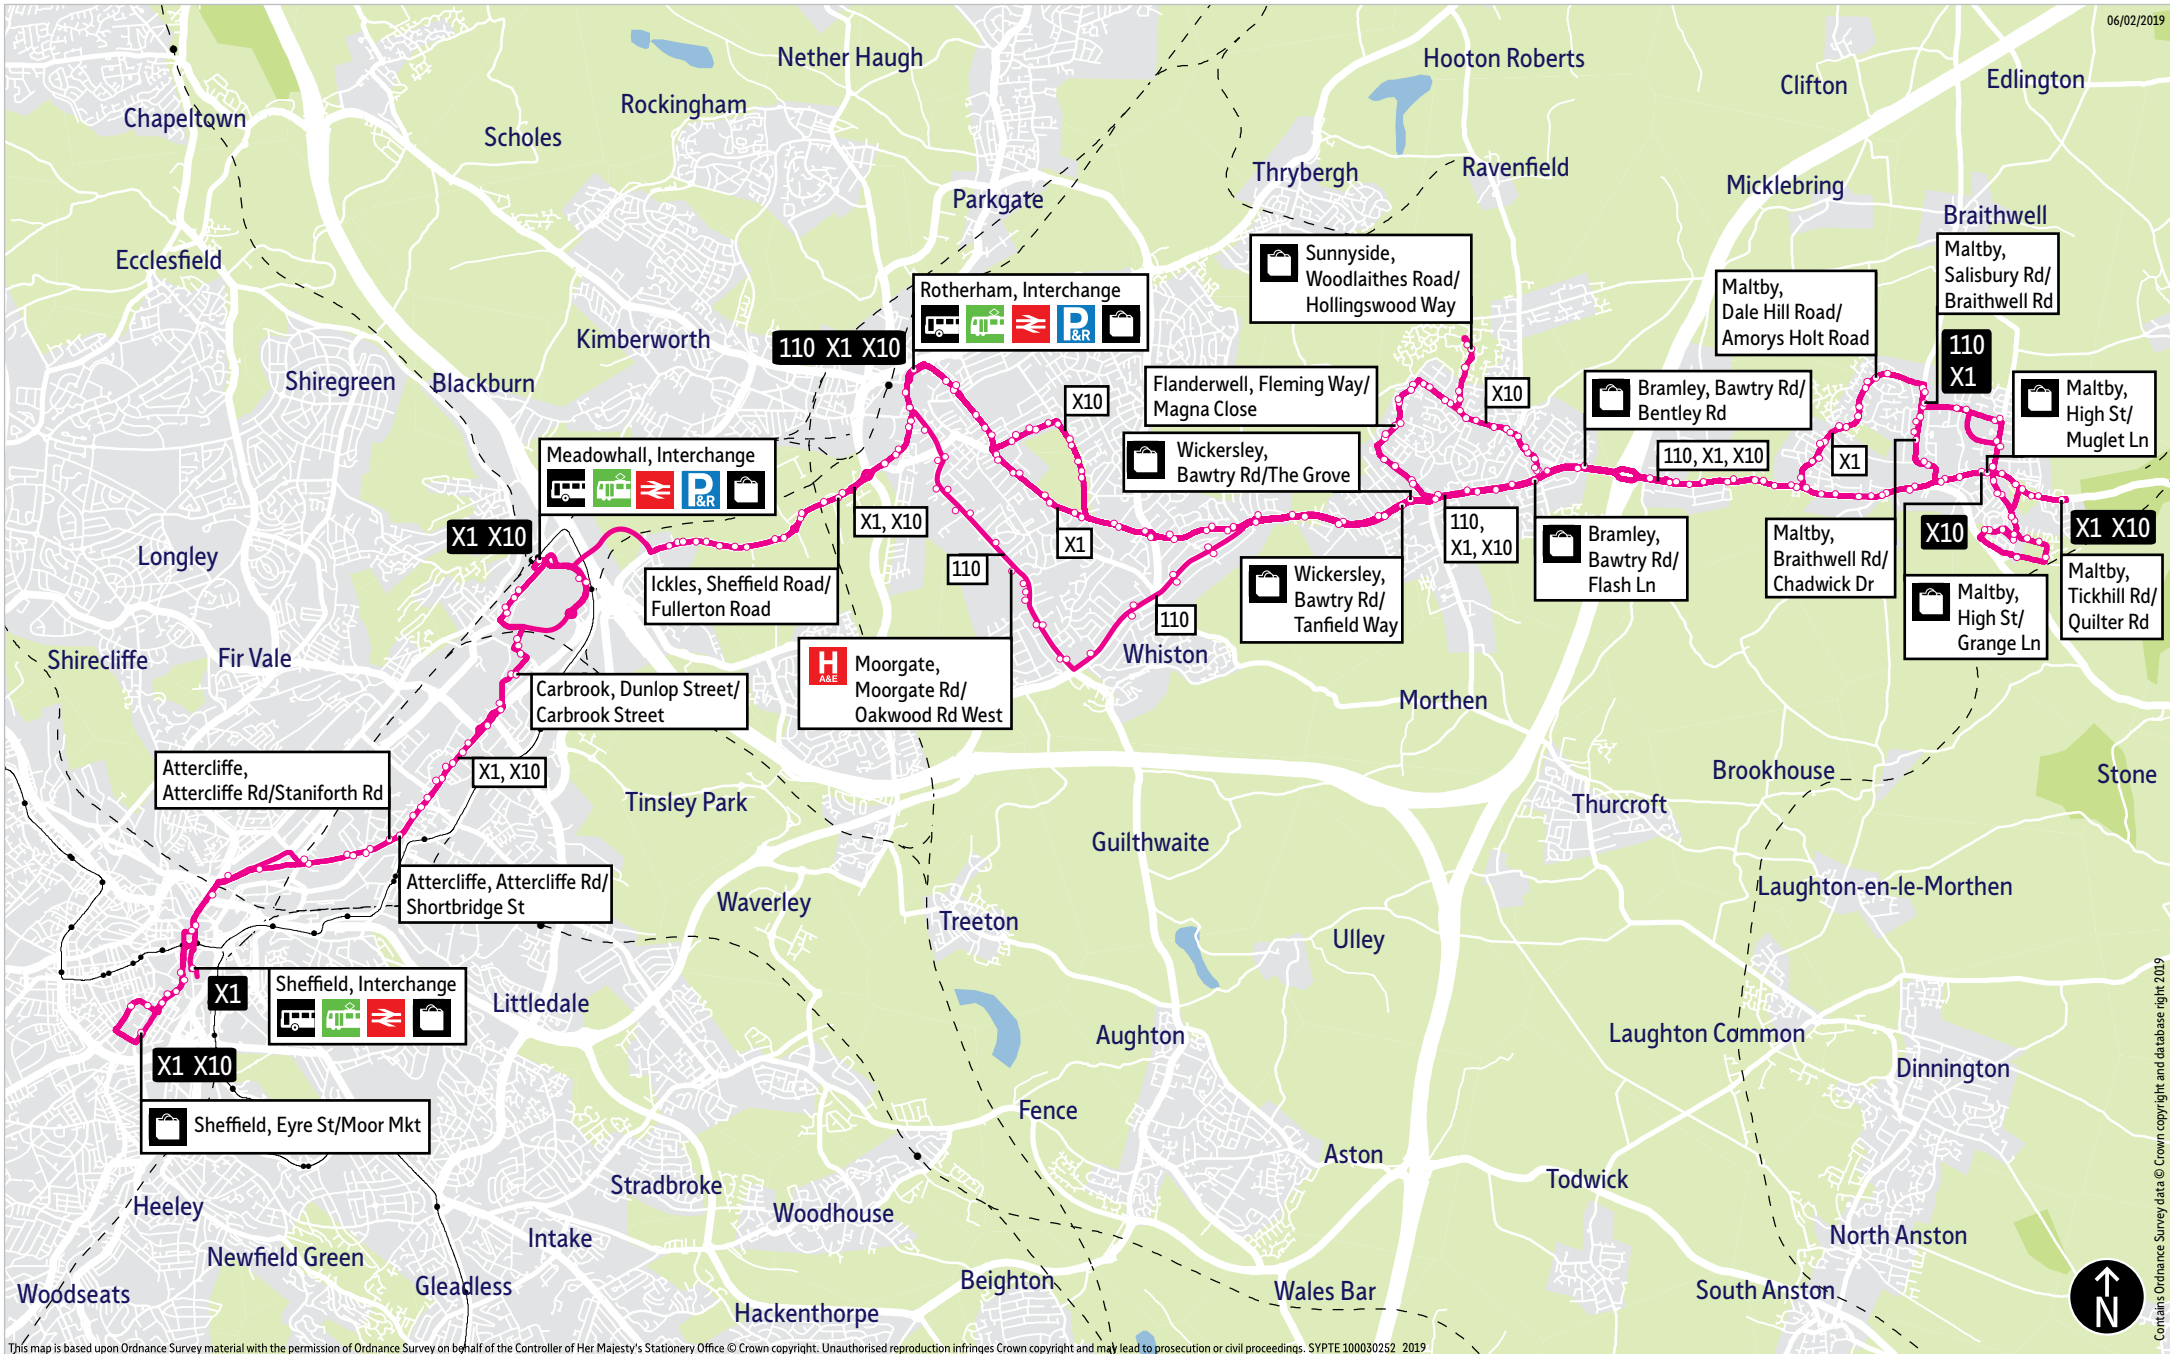 06/02/2019
Nether Haugh
Hooton Roberts
Clifton
Edlington
Chapeltown
Rockingham
Scholes
Thrybergh
Ravenfield
Micklebring
Parkgate
Braithwell
Ecclesfield
Sunnyside,
Woodlaithes Road/
Hollingswood Way
Maltby,
Salisbury Rd/
Braithwell Rd
Maltby,
Dale Hill Road/
Amorys Holt Road
Rotherham, Interchange
P
&R
Kimberworth
110 X1 X10
110
X1
Shiregreen
Blackburn
Flanderwell, Fleming Way/
Magna Close
X10
X10
Bramley, Bawtry Rd/
Bentley Rd
Maltby,
High St/
Muglet Ln
Meadowhall, Interchange
P
&R
Wickersley,
Bawtry Rd/The Grove
110, X1, X10
X1
X1 X10
X1, X10
X1
110,
X1, X10
Bramley,
Bawtry Rd/
Flash Ln
Maltby,
Braithwell Rd/
Chadwick Dr
X10
X1 X10
Longley
110
Ickles, Sheffield Road/
Fullerton Road
Wickersley,
Bawtry Rd/
Tanfield Way
Maltby,
High St/
Grange Ln
Maltby,
Tickhill Rd/
Quilter Rd
110
Shirecliffe
Fir Vale
H
A&E
Moorgate,
Moorgate Rd/
Oakwood Rd West
Whiston
Morthen
Carbrook, Dunlop Street/
Carbrook Street
Attercliffe,
Attercliffe Rd/Staniforth Rd
X1, X10
Tinsley Park
Brookhouse
Stone
Thurcroft
Guilthwaite
Attercliffe, Attercliffe Rd/
Shortbridge St
Waverley
Treeton
Laughton-en-le-Morthen
Ulley
Sheffield, Interchange
X1
Littledale
Aughton
Laughton Common
Dinnington
X1 X10
Sheffield, Eyre St/Moor Mkt
Fence
Aston
Todwick
Stradbroke
Woodhouse
Heeley
Intake
North Anston
Newfield Green
Gleadless
Beighton
Wales Bar
South Anston
Woodseats
Hackenthorpe
N
Contains Ordnance Survey data © Crown copyright and database right 2019
This map is based upon Ordnance Survey material with the permission of Ordnance Survey on behalf of the Controller of Her Majesty's Stationery Office © Crown copyright. Unauthorised reproduction infringes Crown copyright and may lead to prosecution or civil proceedings. SYPTE 100030252 2019